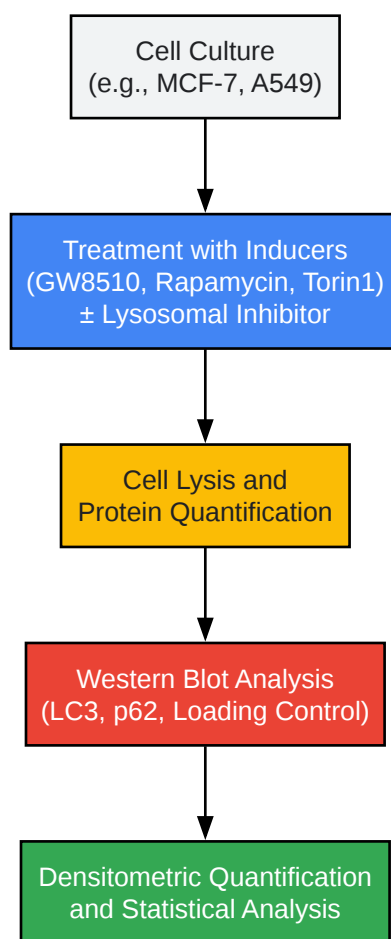 Cell Culture
(e.g., MCF-7, A549)
Treatment with Inducers
(GW8510, Rapamycin, Torin1)
± Lysosomal Inhibitor
Cell Lysis and
Protein Quantification
Western Blot Analysis
(LC3, p62, Loading Control)
Densitometric Quantification
and Statistical Analysis